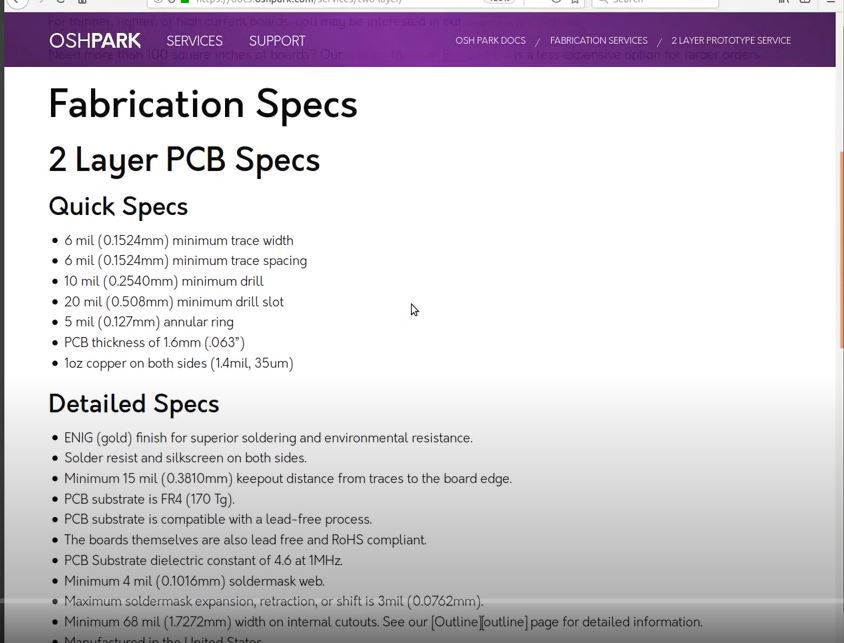 https://docs.oshpark.com/services/two-layer/
Search
For thinner, lighter, or high current boards, you may be interested in our
OSHPARK
SERVICES
SUPPORT
OSH PARK DOCS / FABRICATION SERVICES / 2 LAYER PROTOTYPE SERVICE
Need more than 100 square inches of boards? Our is a less expensive option for larger orders.
Fabrication Specs
2 Layer PCB Specs
Quick Specs
• 6 mil (0.1524mm) minimum trace width
• 6 mil (0.1524mm) minimum trace spacing
• 10 mil (0.2540mm) minimum drill
• 20 mil (0.508mm) minimum drill slot
• 5 mil (0.127mm) annular ring
• PCB thickness of 1.6mm (.063”)
• 1oz copper on both sides (1.4mil, 35um)
Detailed Specs
• ENIG (gold) finish for superior soldering and environmental resistance.
• Solder resist and silkscreen on both sides.
• Minimum 15 mil (0.3810mm) keepout distance from traces to the board edge.
• PCB substrate is FR4 (170 Tg).
• PCB substrate is compatible with a lead-free process.
• The boards themselves are also lead free and RoHS compliant.
• PCB Substrate dielectric constant of 4.6 at 1MHz.
• Minimum 4 mil (0.1016mm) soldermask web.
• Maximum soldermask expansion, retraction, or shift is 3mil (0.0762mm).
• Minimum 68 mil (1.7272mm) width on internal cutouts. See our [Outline][outline] page for detailed information.
• Manufactured in the United States